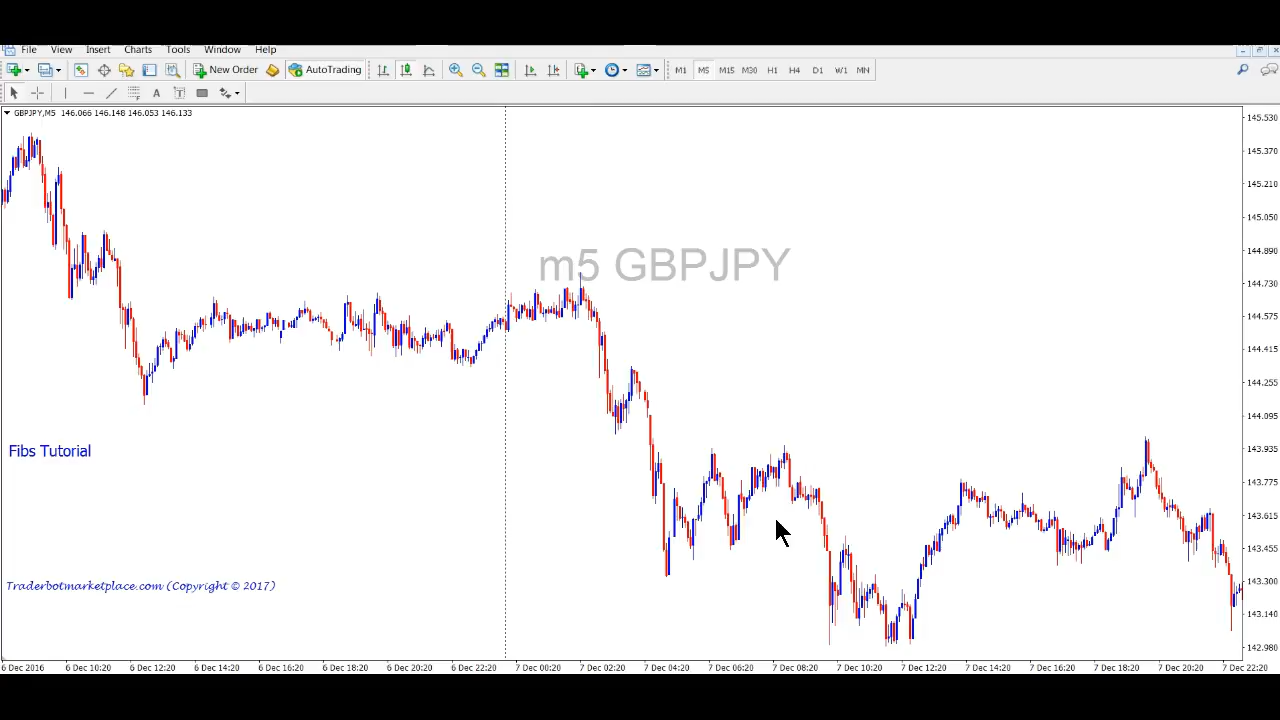 File View Insert Charts Tools Window Help
New Order AutoTrading M1 M5 M15 M30 H1 H4 D1 W1 MN
A T
GBPJPY,M5 146.066 146.148 146.053 146.133
145.530
145.370
145.210
145.050
144.890
m5 GBPJPY
144.730
144.575
144.415
144.255
144.095
143.935
Fibs Tutorial
143.775
143.615
143.455
143.300
Traderbotmarketplace.com (Copyright © 2017)
143.140
142.980
6 Dec 2016 6 Dec 10:20 6 Dec 12:20 6 Dec 14:20 6 Dec 16:20 6 Dec 18:20 6 Dec 20:20 6 Dec 22:20 7 Dec 00:20 7 Dec 02:20 7 Dec 04:20 7 Dec 06:20 7 Dec 08:20 7 Dec 10:20 7 Dec 12:20 7 Dec 14:20 7 Dec 16:20 7 Dec 18:20 7 Dec 20:20 7 Dec 22:20